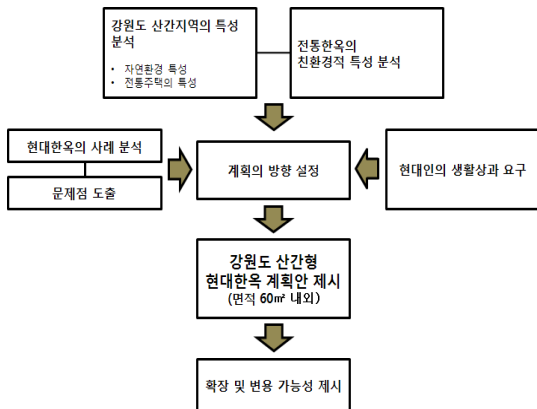 강원도 산간지역의 특성
분석
• 자연환경 특성
• 전통주택의 특성
전통한옥의
친환경적 특성 분석
현대한옥의 사례 분석
문제점 도출
계획의 방향 설정
현대인의 생활상과 요구
강원도 산간형
현대한옥 계획안 제시
(면적 60㎡ 내외)
확장 및 변용 가능성 제시